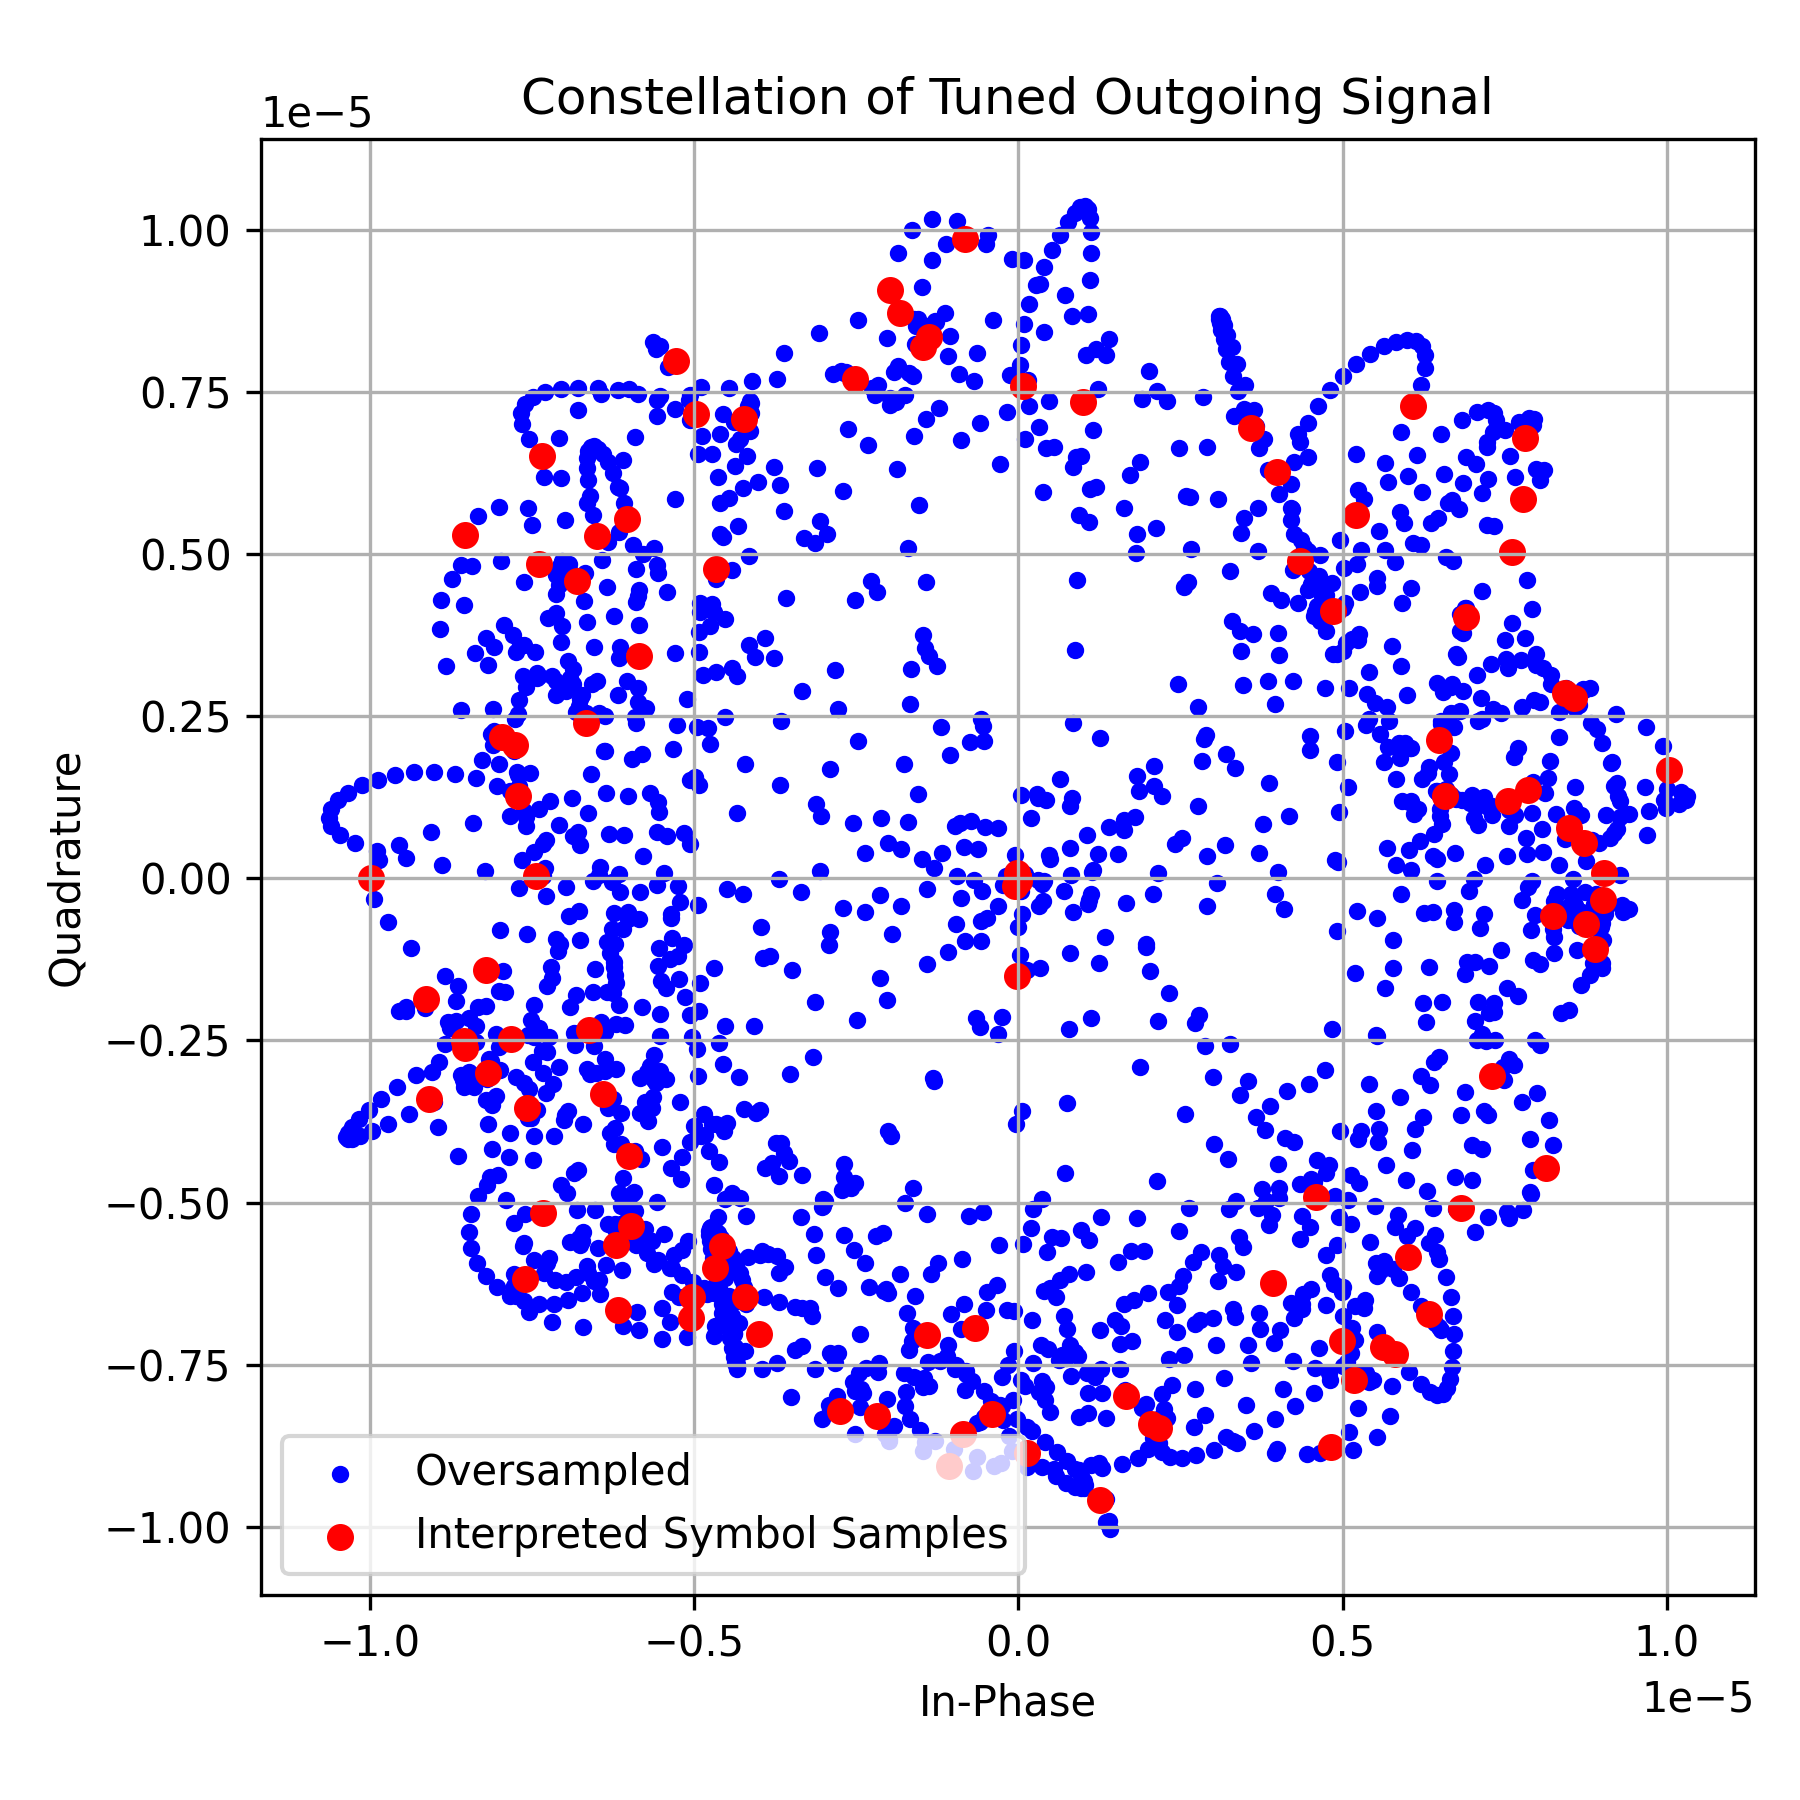 Constellation of Tuned Outgoing Signal
1e−5
1.00
0.75
0.50
0.25
0.00
−0.25
−0.50
−0.75
−1.00
Quadrature
Oversampled
Interpreted Symbol Samples
−1.0 −0.5 0.0 0.5 1.0
In-Phase
1e−5